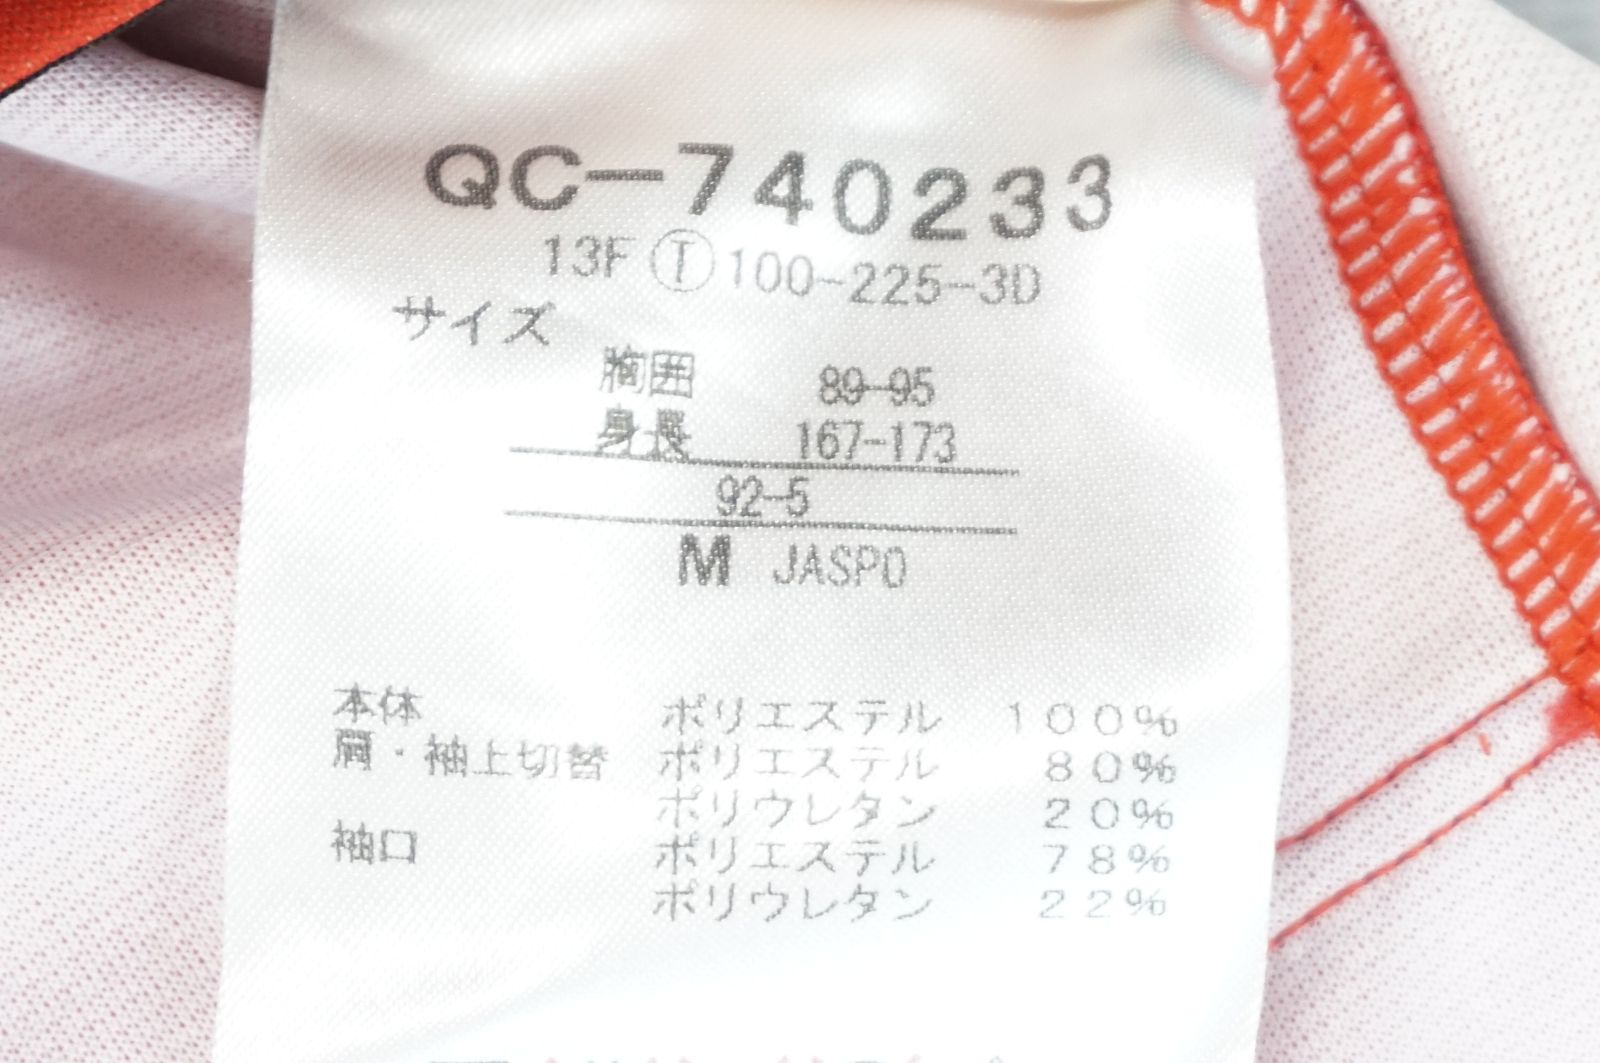 QC-740233
13F Ⓣ 100-225-3D
サイズ
胸囲 89-95
身長 167-173
92-5
M JASPO
本体 ポリエステル 100%
肩・袖上切替 ポリエステル 80%
ポリウレタン 20%
袖口 ポリエステル 78%
ポリウレタン 22%